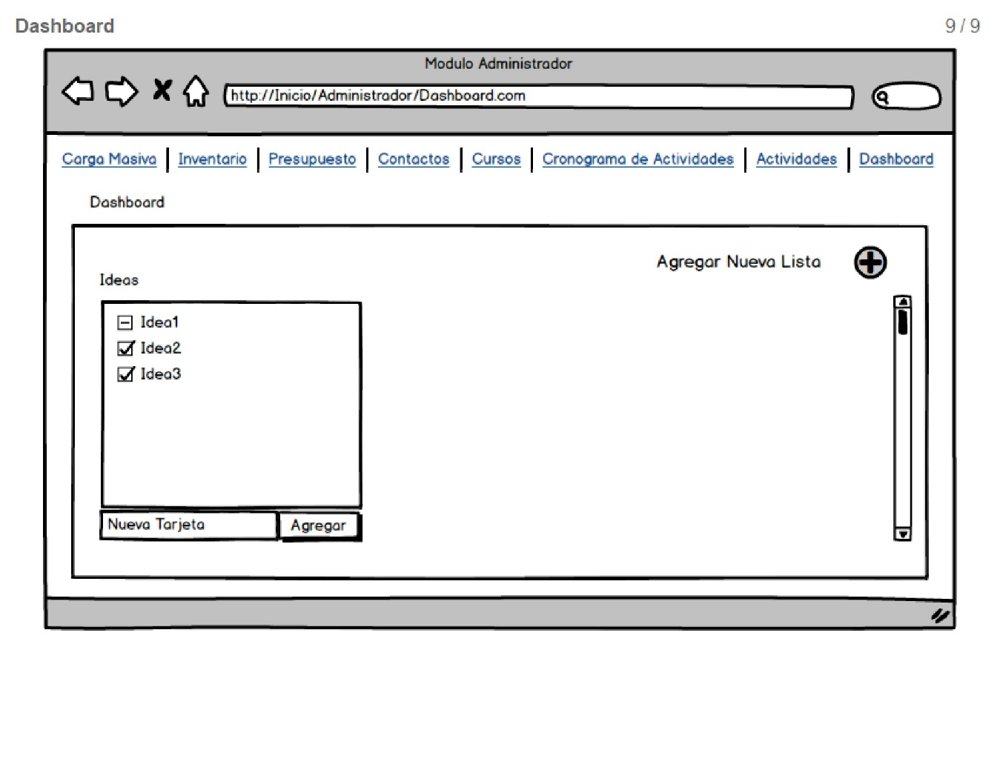 Dashboard 9 / 9
Modulo Administrador
http://Inicio/Administrador/Dashboard.com
Carga Masiva Inventario Presupuesto Contactos Cursos Cronograma de Actividades Actividades Dashboard
Dashboard
Agregar Nueva Lista
Ideas
Idea1
Idea2
Idea3
Nueva Tarjeta Agregar